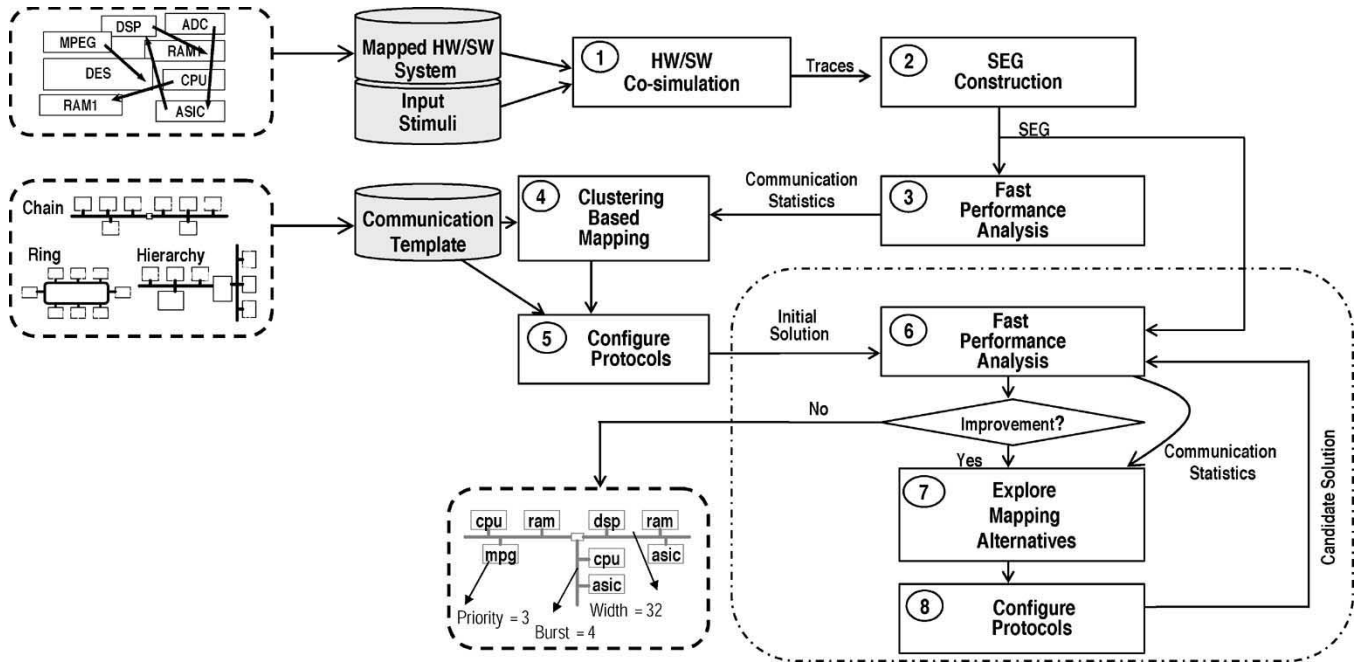 DSP
ADC
MPEG
RAM1
DES
CPU
RAM1
ASIC
Mapped HW/SW
System
Input
Stimuli
1
HW/SW
Co-simulation
Traces
2
SEG
Construction
SEG
Chain
Ring
Hierarchy
Communication
Template
4
Clustering
Based
Mapping
Communication
Statistics
3
Fast
Performance
Analysis
5
Configure
Protocols
Initial
Solution
6
Fast
Performance
Analysis
No
Improvement?
Yes
Communication
Statistics
Candidate Solution
7
Explore
Mapping
Alternatives
8
Configure
Protocols
cpu
ram
dsp
ram
mpg
cpu
asic
asic
Priority = 3
Burst = 4
Width = 32